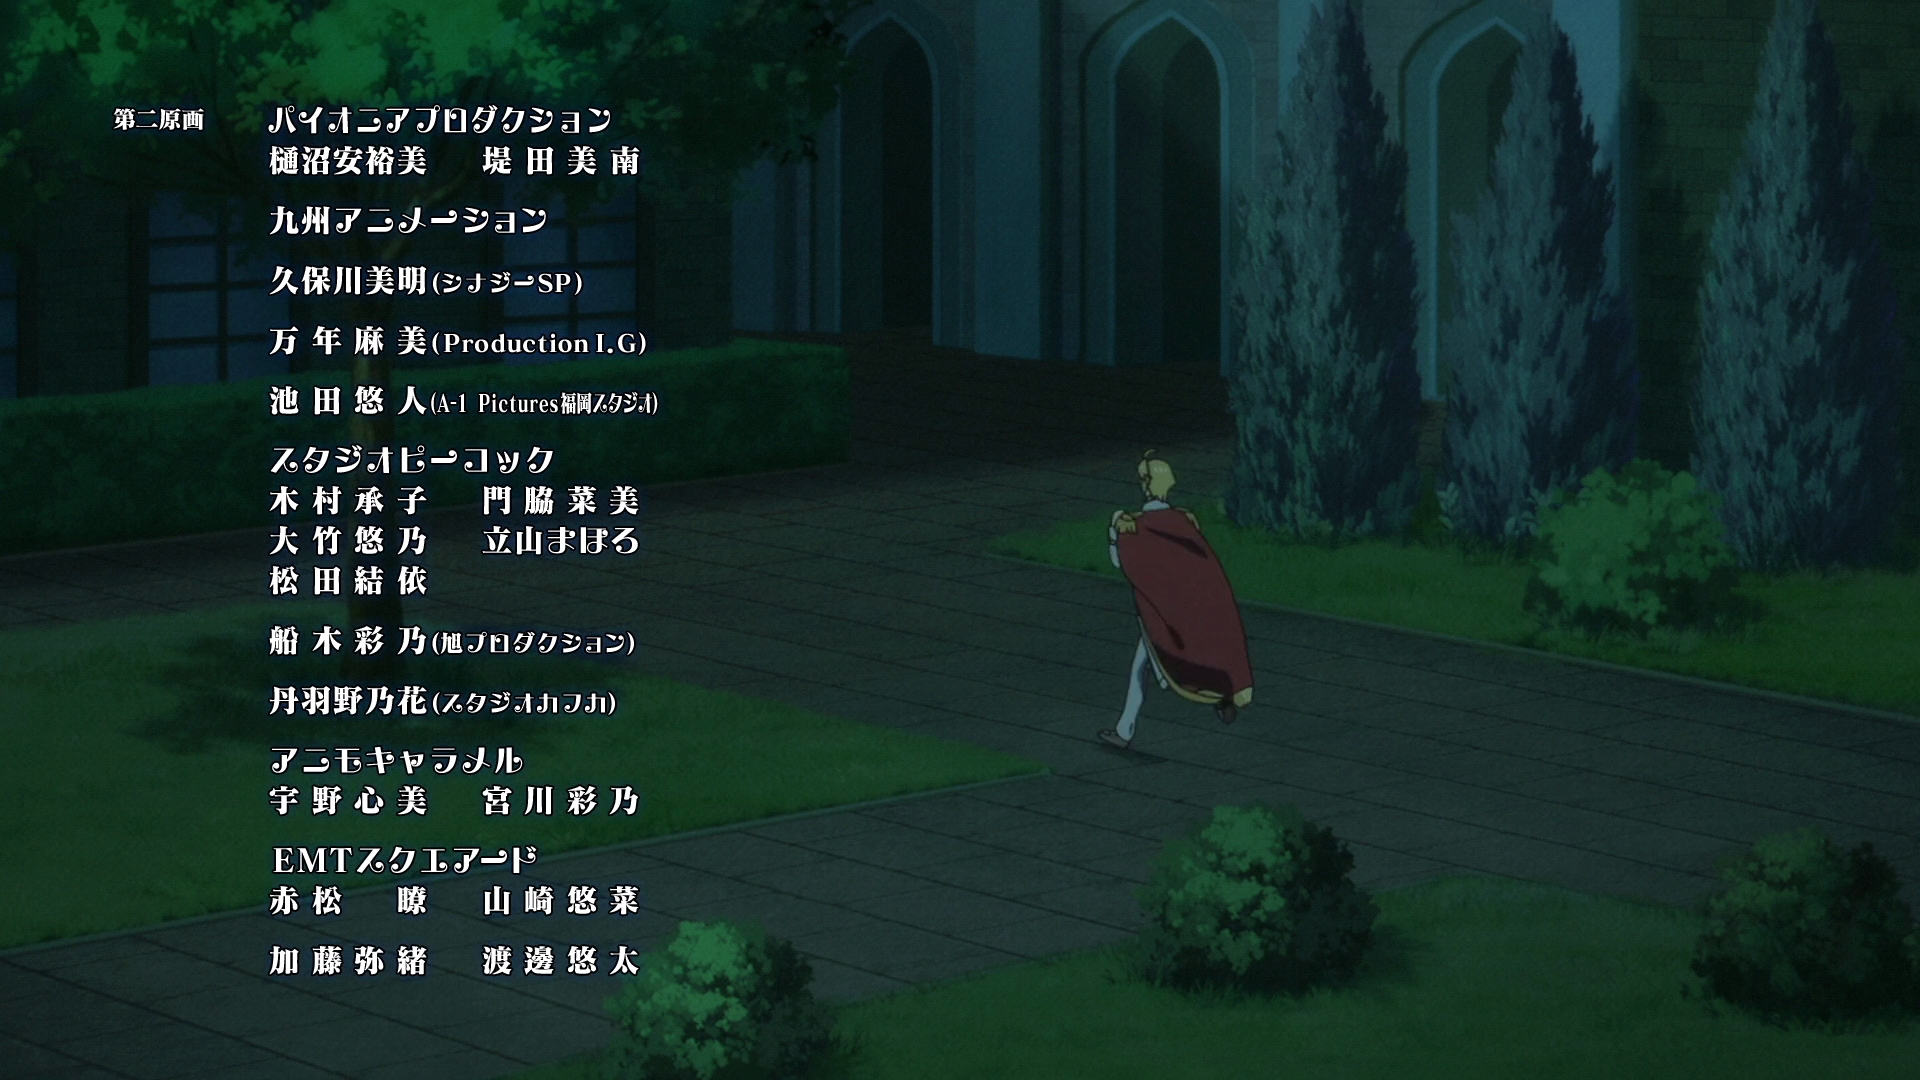 第二原画 パイオニアプロダクション
樋沼安裕美 堤田美南
九州アニメーション
久保川美明(シナジーSP)
万年麻美(Production I.G)
池田悠人(A-1 Pictures福岡スタジオ)
スタジオピーコック
木村承子 門脇菜美
大竹悠乃 立山まぽろ
松田結依
船木彩乃(旭プロダクション)
丹羽野乃花(スタジオカフカ)
アニモキャラメル
宇野心美 宮川彩乃
EMTスクエアード
赤松 瞭 山崎悠菜
加藤弥緒 渡邊悠太